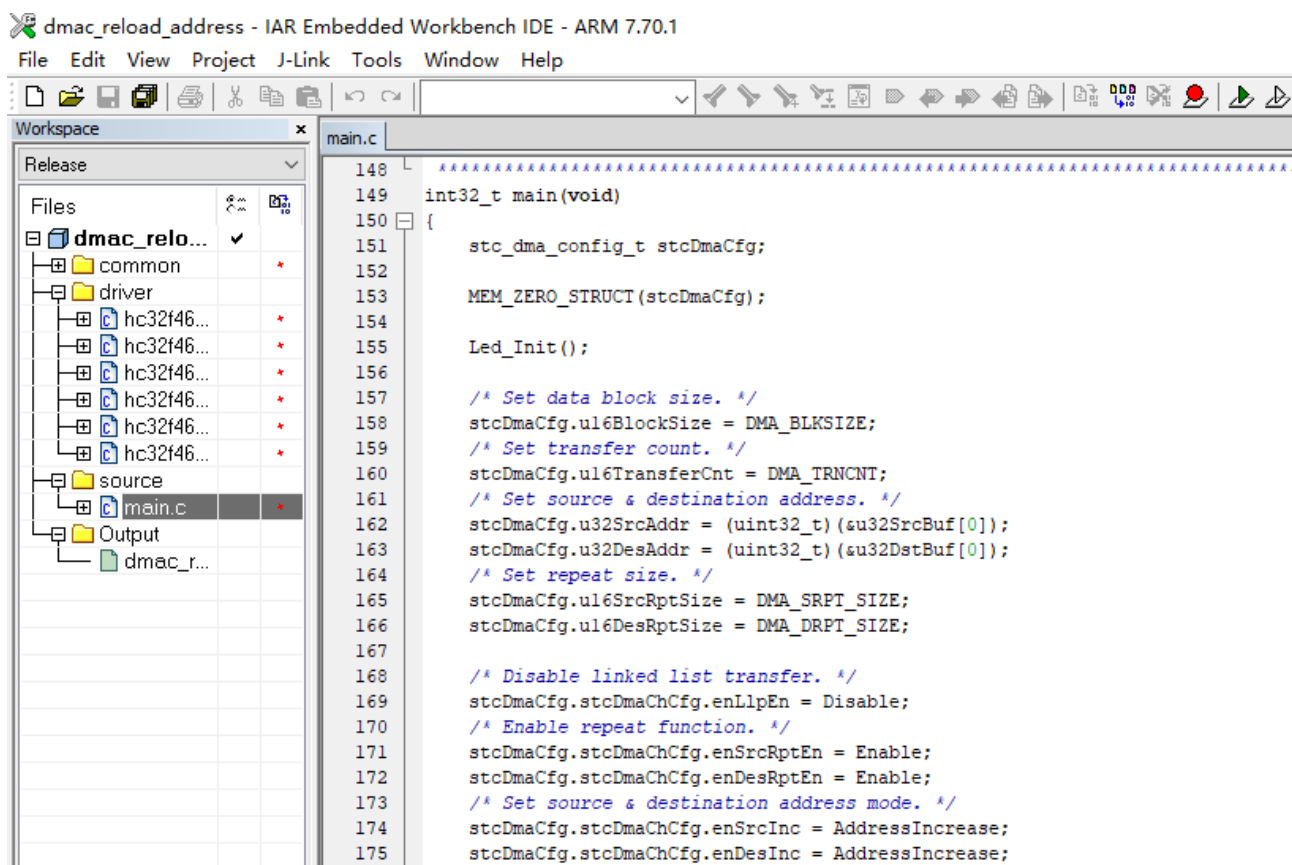 dmac_reload_address - IAR Embedded Workbench IDE - ARM 7.70.1
File Edit View Project J-Link Tools Window Help
Workspace
Release
Files
dmac_relo...
common
driver
hc32f46...
hc32f46...
hc32f46...
hc32f46...
hc32f46...
hc32f46...
source
main.c
Output
dmac_r...
main.c
148 *******************************************************************************
149 int32_t main(void)
150 {
151 stc_dma_config_t stcDmaCfg;
152
153 MEM_ZERO_STRUCT(stcDmaCfg);
154
155 Led_Init();
156
157 /* Set data block size. */
158 stcDmaCfg.u16BlockSize = DMA_BLKSIZE;
159 /* Set transfer count. */
160 stcDmaCfg.u16TransferCnt = DMA_TRNCNT;
161 /* Set source & destination address. */
162 stcDmaCfg.u32SrcAddr = (uint32_t)(&u32SrcBuf[0]);
163 stcDmaCfg.u32DesAddr = (uint32_t)(&u32DstBuf[0]);
164 /* Set repeat size. */
165 stcDmaCfg.u16SrcRptSize = DMA_SRPT_SIZE;
166 stcDmaCfg.u16DesRptSize = DMA_DRPT_SIZE;
167
168 /* Disable linked list transfer. */
169 stcDmaCfg.stcDmaChCfg.enLlpEn = Disable;
170 /* Enable repeat function. */
171 stcDmaCfg.stcDmaChCfg.enSrcRptEn = Enable;
172 stcDmaCfg.stcDmaChCfg.enDesRptEn = Enable;
173 /* Set source & destination address mode. */
174 stcDmaCfg.stcDmaChCfg.enSrcInc = AddressIncrease;
175 stcDmaCfg.stcDmaChCfg.enDesInc = AddressIncrease;